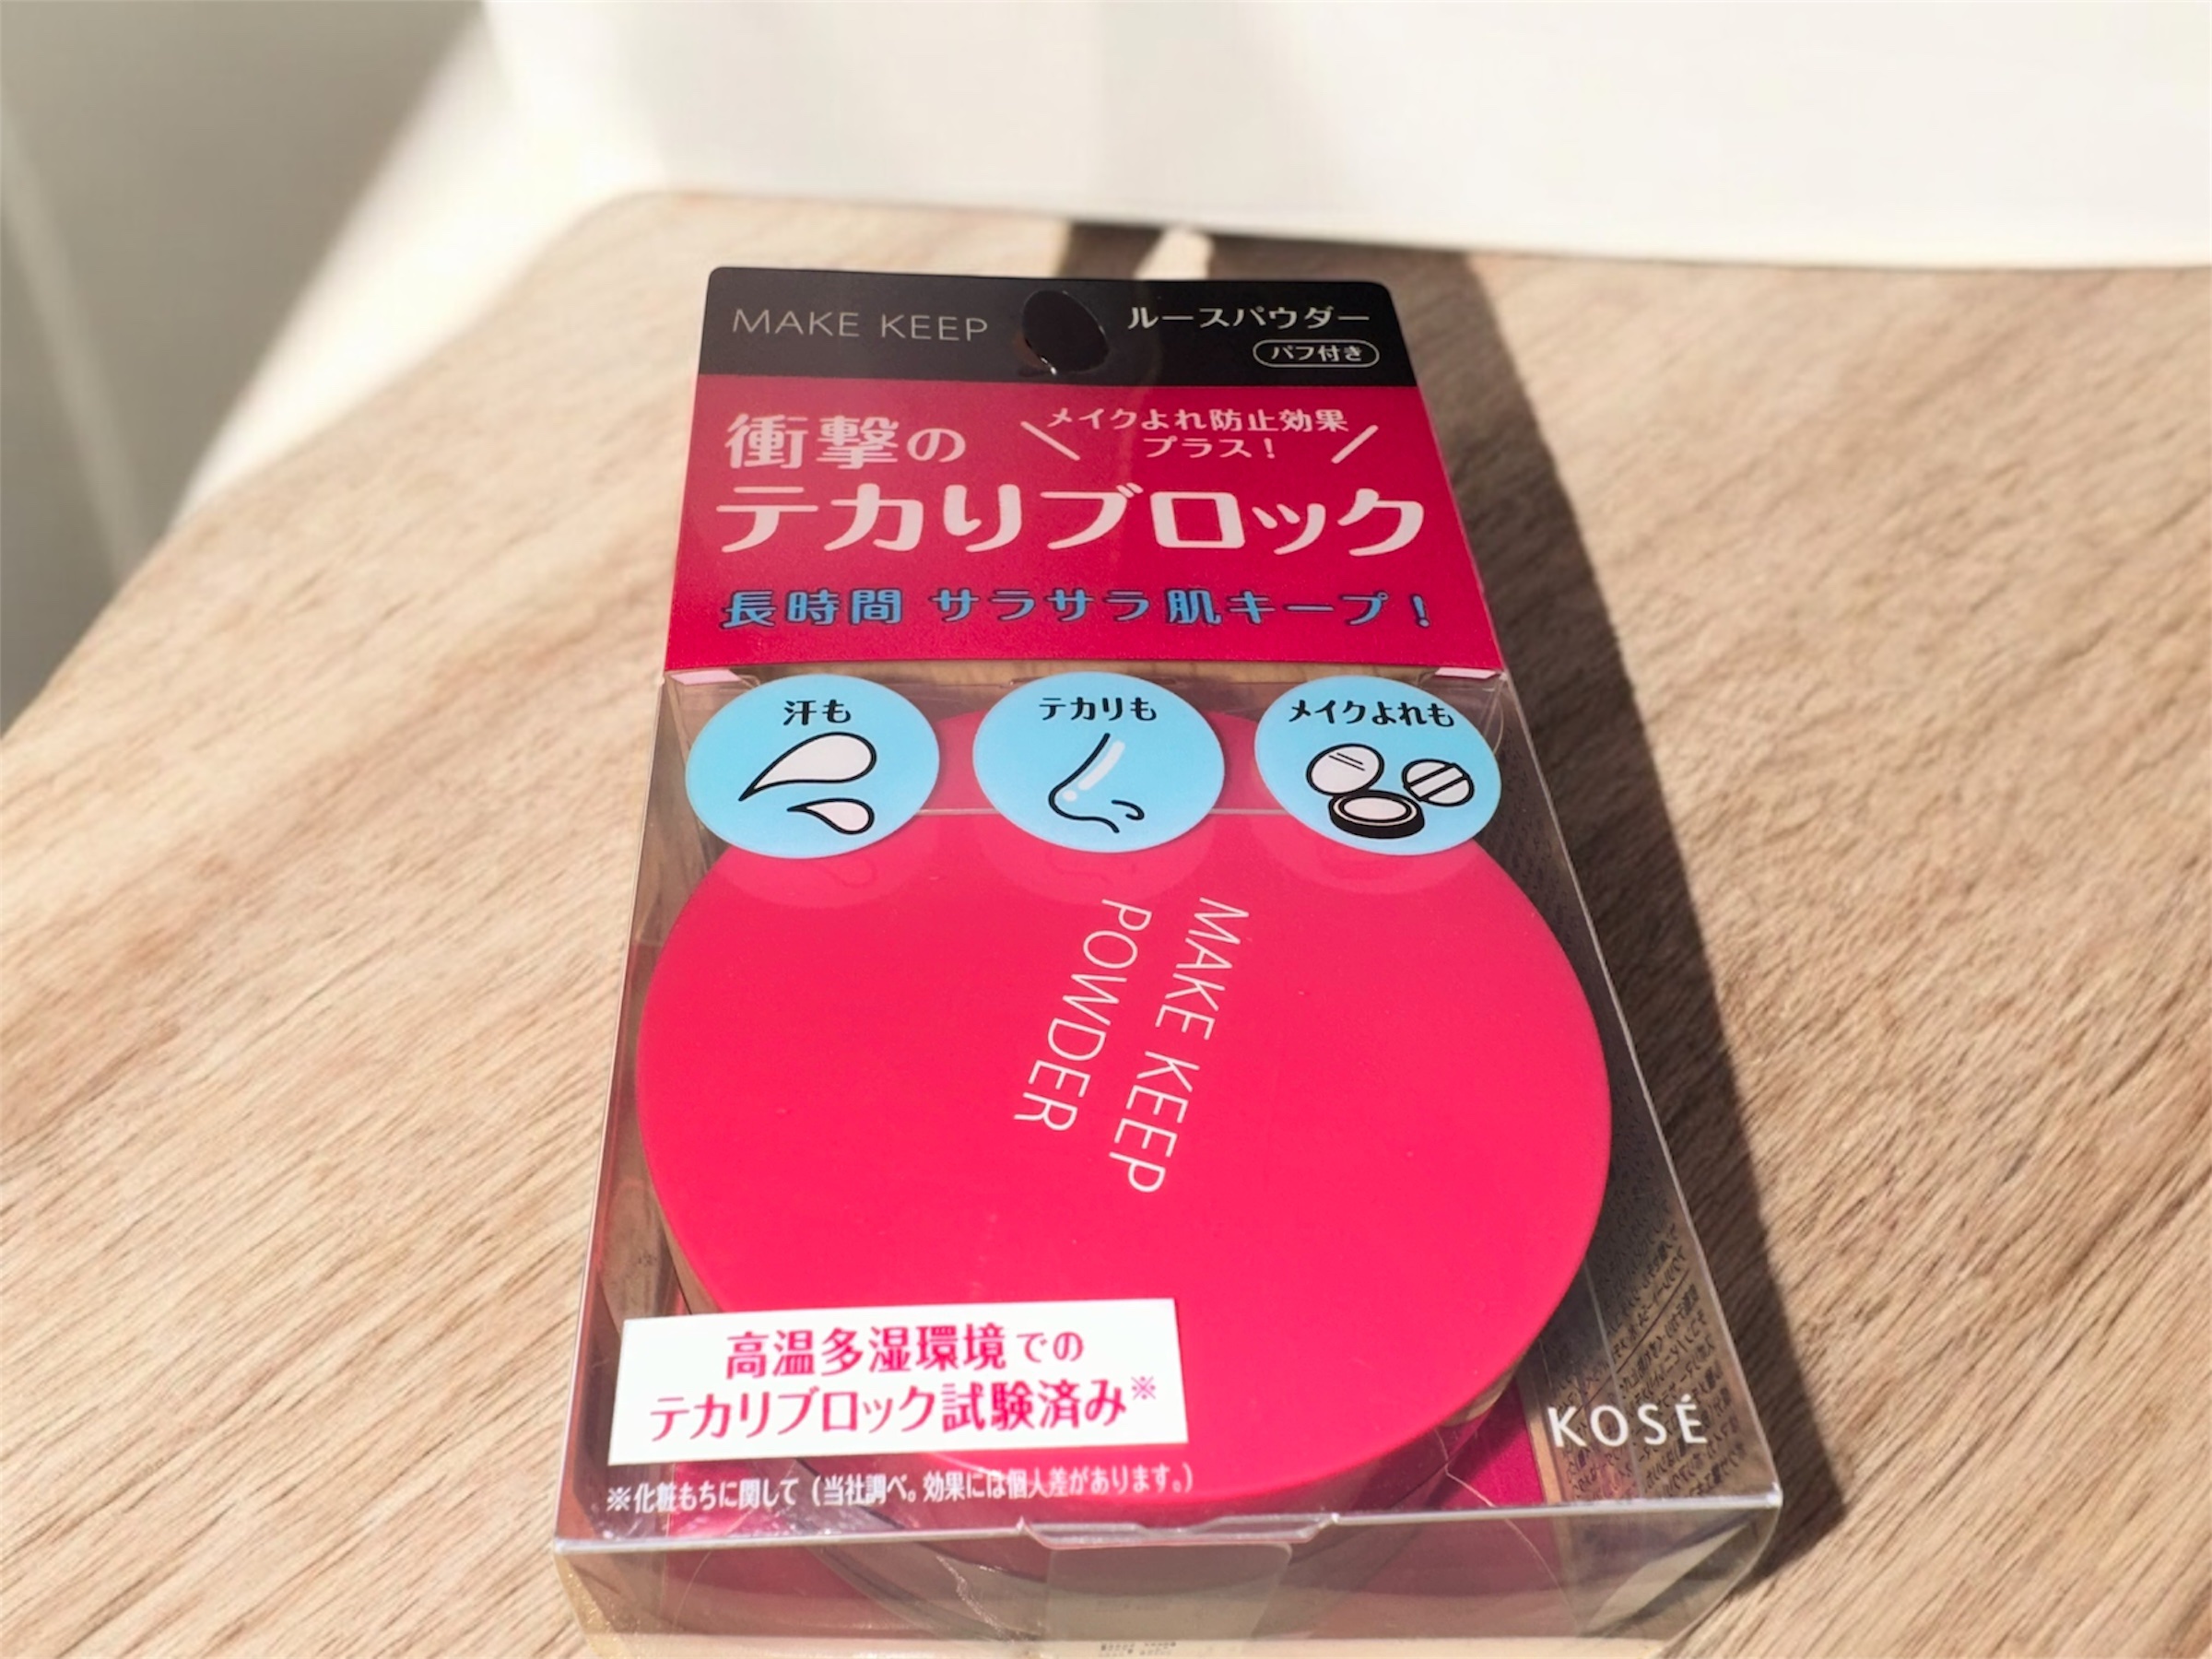 MAKE KEEP
ルースパウダー
パフ付き
衝撃の
メイクよれ防止効果
プラス！
テカリブロック
長時間 サラサラ肌キープ！
汗も
テカリも
メイクよれも
MAKE KEEP
POWDER
高温多湿環境での
テカリブロック試験済み※
※化粧もちに関して（当社調べ。効果には個人差があります。）
KOSÉ